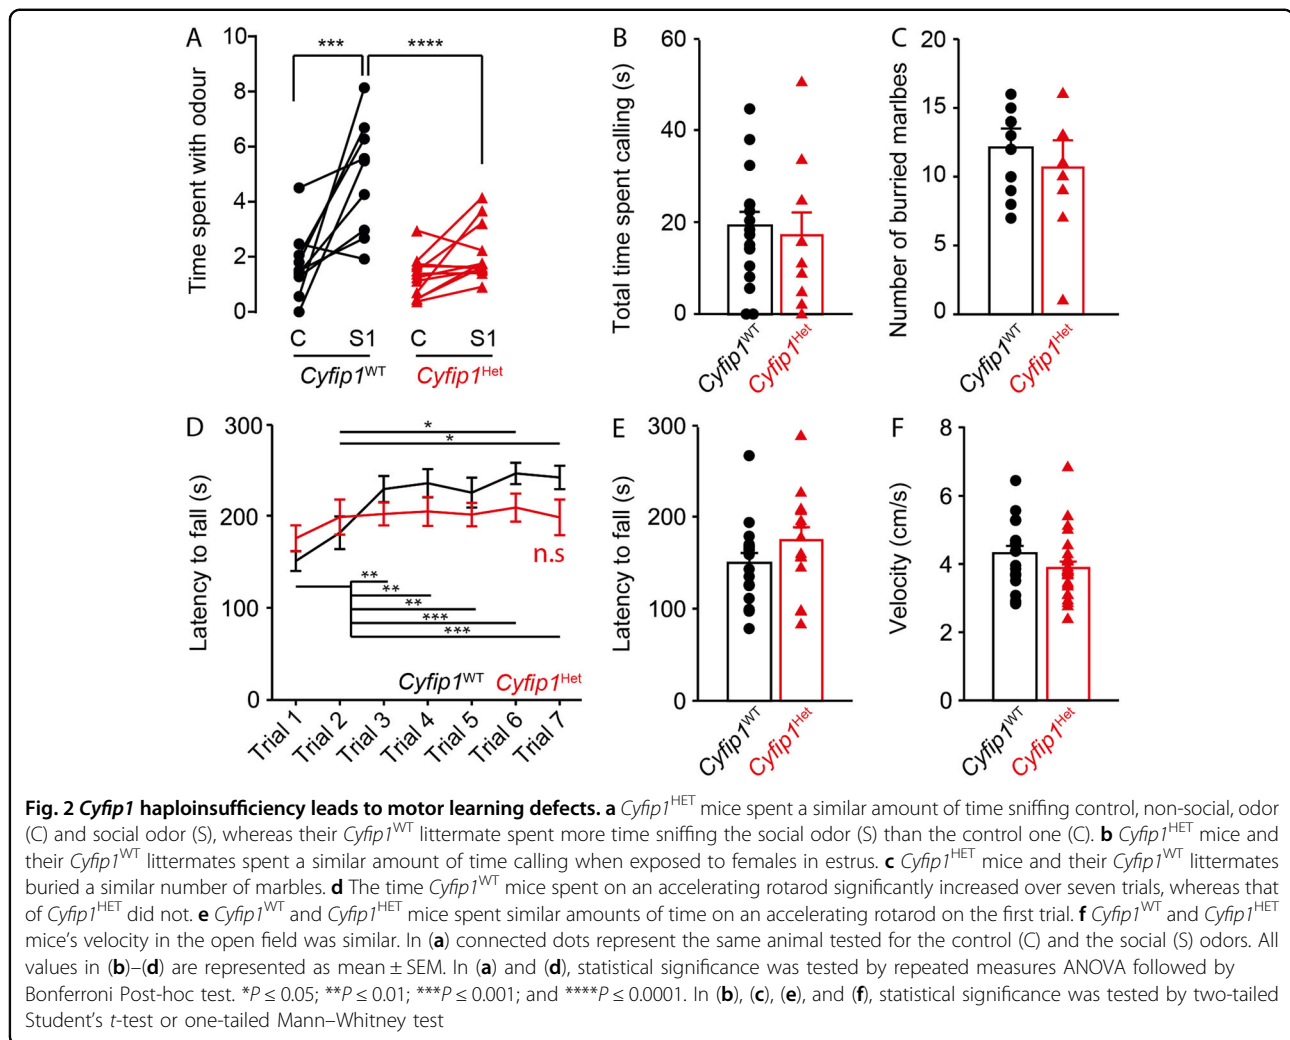 A
10
8
6
4
2
0
Time spent with odour
***
****
C
S1
C
S1
Cyfip1WT
Cyfip1Het
B
60
40
20
0
Total time spent calling (s)
Cyfip1WT
Cyfip1Het
C
20
15
10
5
0
Number of burried marlbes
Cyfip1WT
Cyfip1Het
D
300
200
100
0
Latency to fall (s)
*
*
n.s
**
**
**
***
***
Cyfip1WT
Cyfip1Het
Trial 1
Trial 2
Trial 3
Trial 4
Trial 5
Trial 6
Trial 7
E
300
200
100
0
Latency to fall (s)
Cyfip1WT
Cyfip1Het
F
8
6
4
2
0
Velocity (cm/s)
Cyfip1WT
Cyfip1Het
Fig. 2 Cyfip1 haploinsufficiency leads to motor learning defects. a Cyfip1HET mice spent a similar amount of time sniffing control, non-social, odor
(C) and social odor (S), whereas their Cyfip1WT littermate spent more time sniffing the social odor (S) than the control one (C). b Cyfip1HET mice and
their Cyfip1WT littermates spent a similar amount of time calling when exposed to females in estrus. c Cyfip1HET mice and their Cyfip1WT littermates
buried a similar number of marbles. d The time Cyfip1WT mice spent on an accelerating rotarod significantly increased over seven trials, whereas that
of Cyfip1HET did not. e Cyfip1WT and Cyfip1HET mice spent similar amounts of time on an accelerating rotarod on the first trial. f Cyfip1WT and Cyfip1HET
mice's velocity in the open field was similar. In (a) connected dots represent the same animal tested for the control (C) and the social (S) odors. All
values in (b)–(d) are represented as mean ± SEM. In (a) and (d), statistical significance was tested by repeated measures ANOVA followed by
Bonferroni Post-hoc test. *P ≤ 0.05; **P ≤ 0.01; ***P ≤ 0.001; and ****P ≤ 0.0001. In (b), (c), (e), and (f), statistical significance was tested by two-tailed
Student's t-test or one-tailed Mann–Whitney test